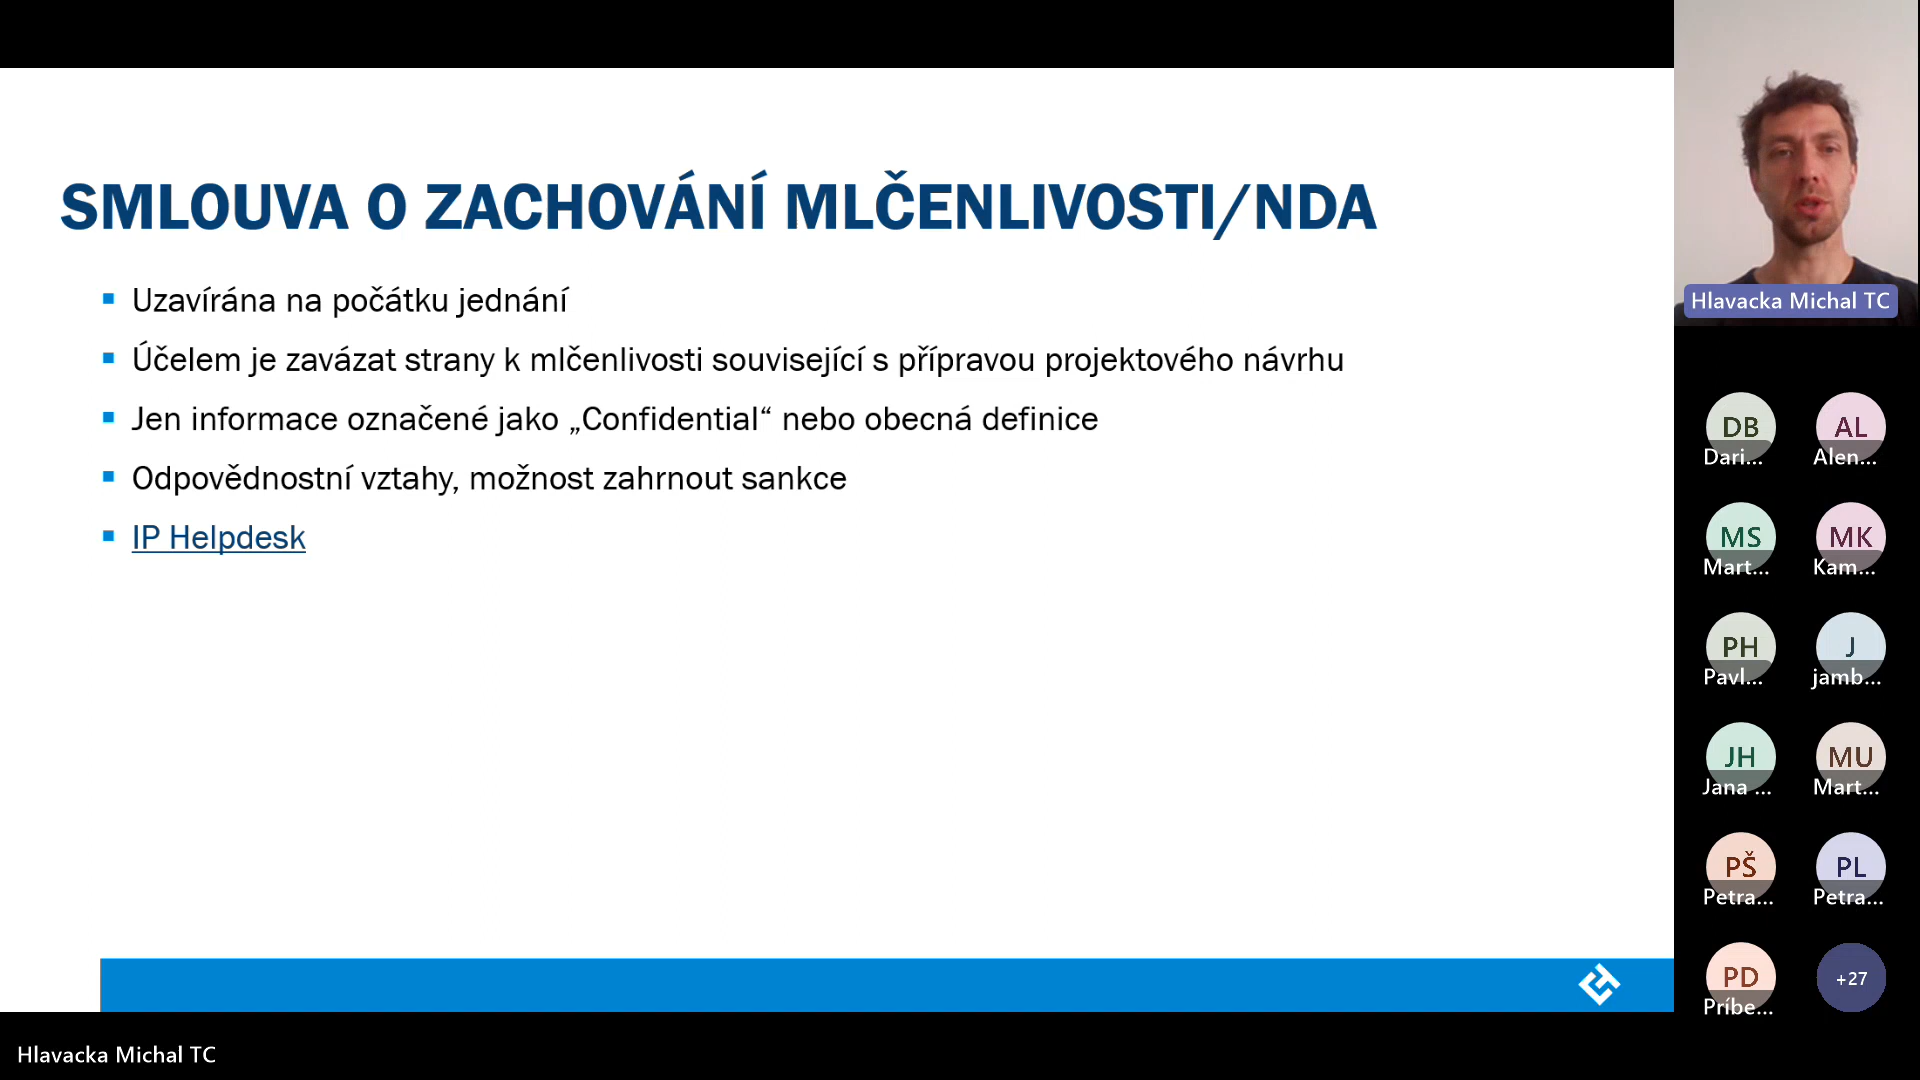 SMLOUVA O ZACHOVÁNÍ MLČENLIVOSTI/NDA
Uzavírána na počátku jednání
Účelem je zavázat strany k mlčenlivosti související s přípravou projektového návrhu
Jen informace označené jako „Confidential“ nebo obecná definice
Odpovědnostní vztahy, možnost zahrnout sankce
IP Helpdesk
Hlavacka Michal TC
DB
Dari...
AL
Alen...
MS
Mart...
MK
Kam...
PH
Pavl...
J
jamb...
JH
Jana ...
MU
Mart...
PŠ
Petra...
PL
Petra...
PD
Príbe...
+27
Hlavacka Michal TC